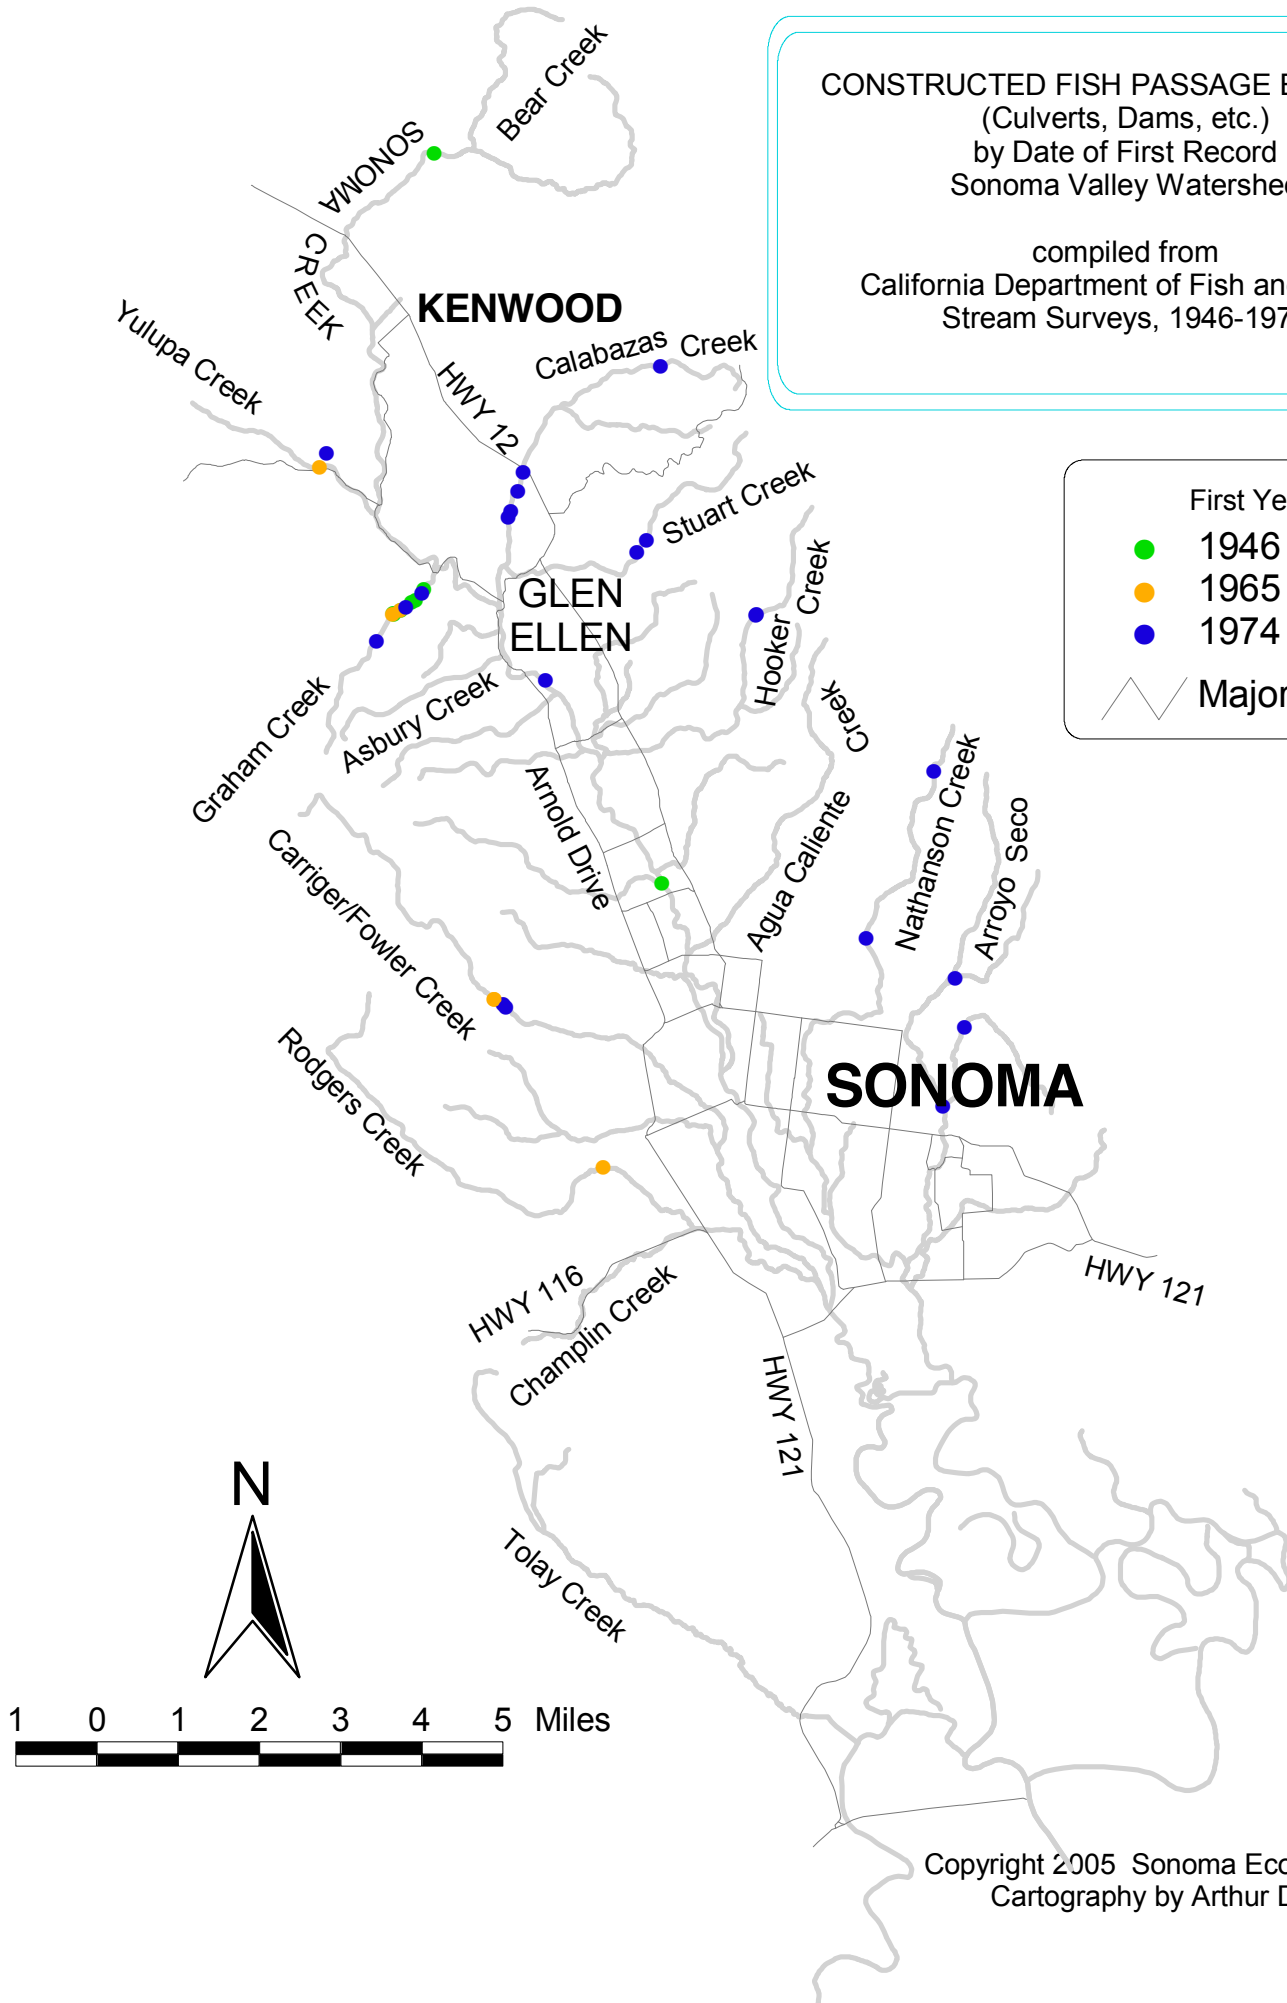 CONSTRUCTED FISH PASSAGE
(Culverts, Dams, etc.)
by Date of First Record
Sonoma Valley
compiled from
California Department of Fish
Stream Surveys, 1946-197
Bear Creek
SONOMA
CREEK
KENWOOD
Yulupa Creek
Calabazas Creek
HWY 12
Stuart Creek
First
1946
1965
1974
Major
GLEN
ELLEN
Hooker Creek
Graham Creek
Asbury Creek
Arnold Drive
Agua Caliente Creek
Nathanson Creek
Arroyo Seco
Carriger/Fowler Creek
Rodgers Creek
SONOMA
HWY 116
Champlin Creek
HWY 121
HWY 121
N
Tolay Creek
1 0 1 2 3 4 5 Miles
Copyright 2005 Sonoma
Cartography by Arthur